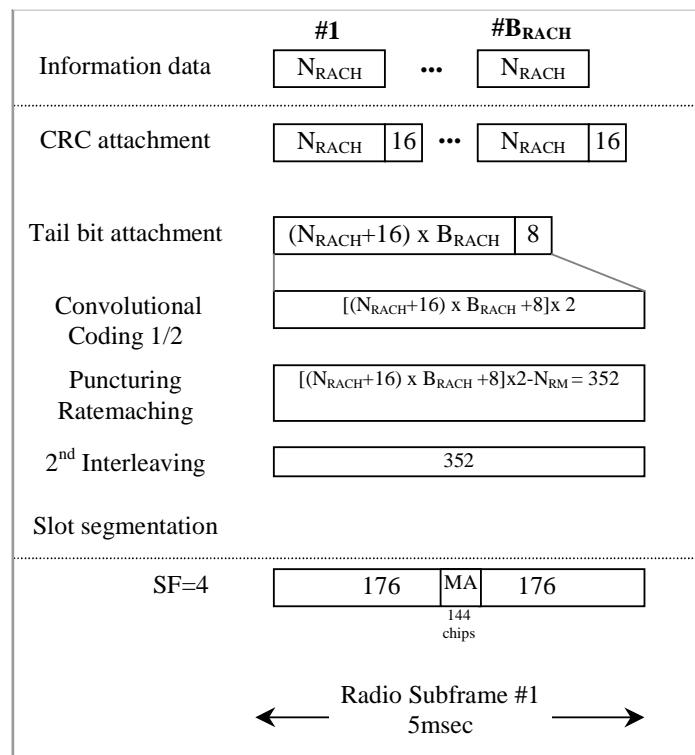 #1 #B_RACH
Information data N_RACH ... N_RACH
CRC attachment N_RACH 16 ... N_RACH 16
Tail bit attachment (N_RACH+16) x B_RACH 8
Convolutional
Coding 1/2
[(N_RACH+16) x B_RACH +8]x 2
Puncturing
Ratemaching
[(N_RACH+16) x B_RACH +8]x2-N_RM = 352
2nd Interleaving 352
Slot segmentation
SF=4 176 MA 176
144
chips
Radio Subframe #1
5msec